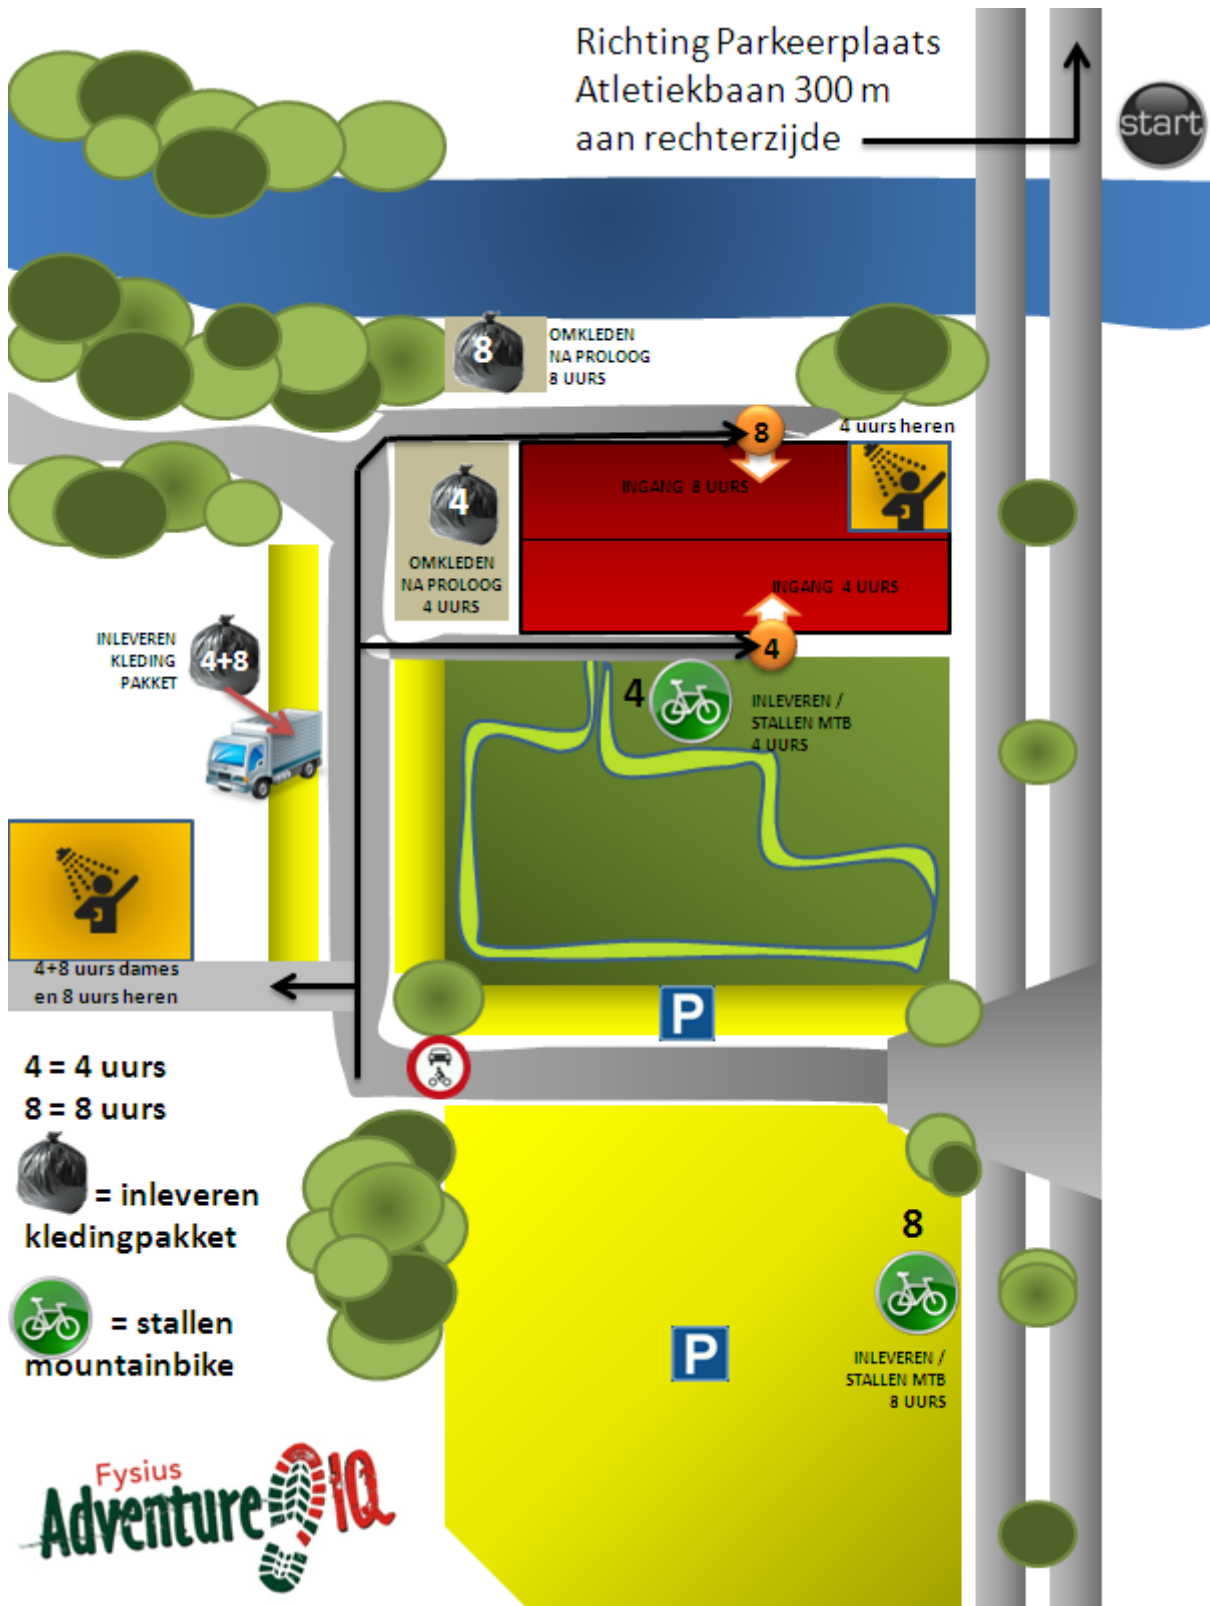 Richting Parkeerplaats
Atletiekbaan 300 m
aan rechterzijde
start
8
OMKLEDEN
NA PROLOOG
8 UURS
8
4 uurs heren
INGANG 8 UURS
4
OMKLEDEN
NA PROLOOG
4 UURS
INGANG 4 UURS
4
INLEVEREN
KLEDING
PAKKET
4+8
4
INLEVEREN /
STALLEN MTB
4 UURS
4+8 uurs dames
en 8 uurs heren
P
4 = 4 uurs
8 = 8 uurs
= inleveren
kledingpakket
= stallen
mountainbike
8
INLEVEREN /
STALLEN MTB
8 UURS
P
Fysius
Adventure IQ